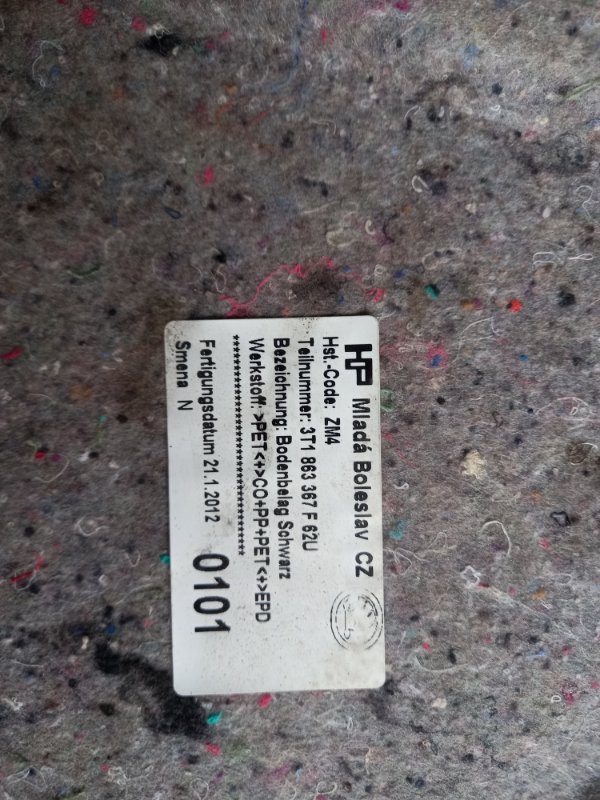 HP Mladá Boleslav CZ
Hst.-Code: ZM4
Teilnummer: 3T1 863 367 F 62U
Bezeichnung: Bodenbelag Schwarz
Werkstoff: >PET<+>CO+PP+PET<+>EPD
****************************************
Fertigungsdatum 21.1.2012 0101
Smena N